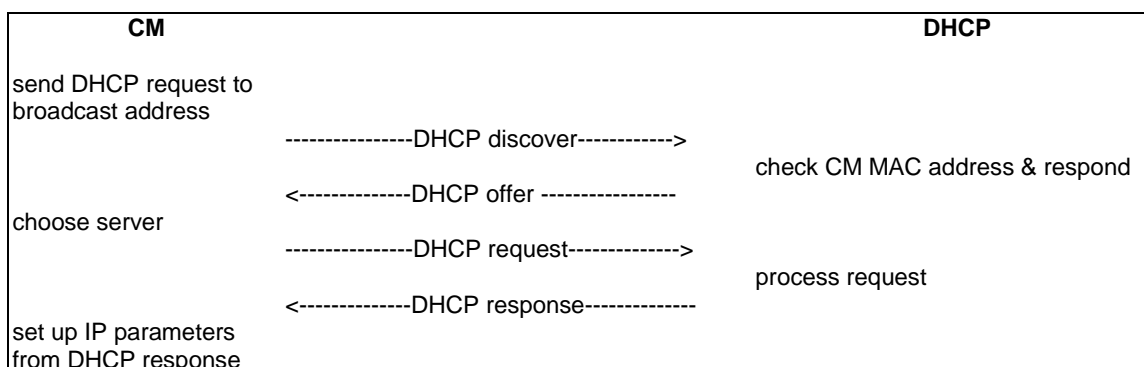 CM DHCP
send DHCP request to
broadcast address
----------------DHCP discover------------>
check CM MAC address & respond
<--------------DHCP offer -----------------
choose server
----------------DHCP request-------------->
process request
<--------------DHCP response--------------
set up IP parameters
from DHCP response